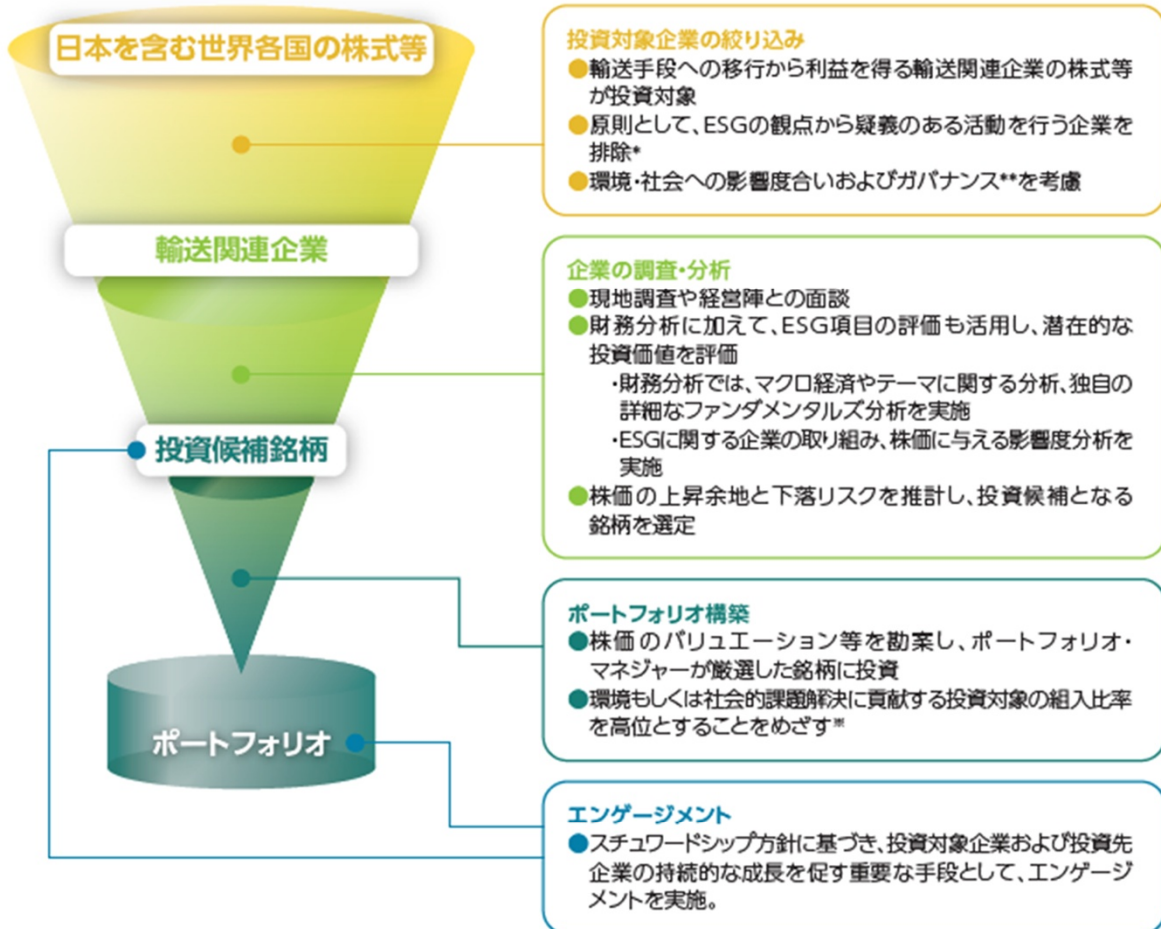 日本を含む世界各国の株式等
投資対象企業の絞り込み
●輸送手段への移行から利益を得る輸送関連企業の株式等
が投資対象
●原則として、ESGの観点から疑義のある活動を行う企業を
排除*
●環境・社会への影響度合いおよびガバナンス**を考慮
輸送関連企業
企業の調査・分析
●現地調査や経営陣との面談
●財務分析に加えて、ESG項目の評価も活用し、潜在的な
投資価値を評価
・財務分析では、マクロ経済やテーマに関する分析、独自の
詳細なファンダメンタルズ分析を実施
・ESGに関する企業の取り組み、株価に与える影響度分析を
実施
●株価の上昇余地と下落リスクを推計し、投資候補となる
銘柄を選定
投資候補銘柄
ポートフォリオ構築
●株価のバリュエーション等を勘案し、ポートフォリオ・
マネジャーが厳選した銘柄に投資
●環境もしくは社会的課題解決に貢献する投資対象の組入比率
を高位とすることをめざす※
ポートフォリオ
エンゲージメント
●スチュワードシップ方針に基づき、投資対象企業および投資先
企業の持続的な成長を促す重要な手段として、エンゲージ
メントを実施。